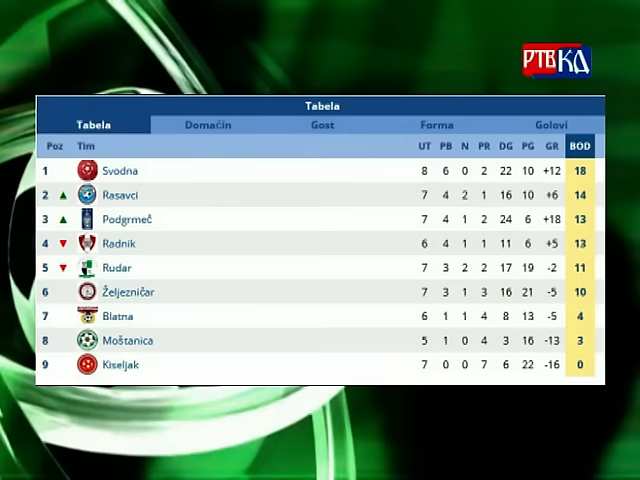 РТВ КД
Tabela
Tabela Domaćin Gost Forma Golovi
Poz Tim UT PB N PR DG PG GR BOD
1 Svodna 8 6 0 2 22 10 +12 18
2 Rasavci 7 4 2 1 16 10 +6 14
3 Podgrmeč 7 4 1 2 24 6 +18 13
4 Radnik 6 4 1 1 11 6 +5 13
5 Rudar 7 3 2 2 17 19 -2 11
6 Željezničar 7 3 1 3 16 21 -5 10
7 Blatna 6 1 1 4 8 13 -5 4
8 Moštanica 5 1 0 4 3 16 -13 3
9 Kiseljak 7 0 0 7 6 22 -16 0